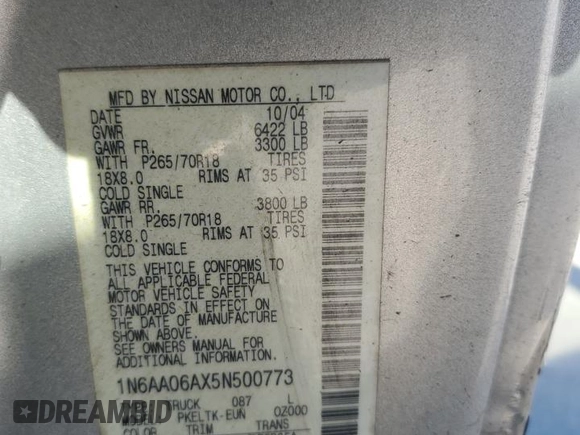 MFD BY NISSAN MOTOR CO., LTD
DATE 10/04
GVWR 6422 LB
GAWR FR. 3300 LB
WITH P265/70R18 TIRES
18X8.0 RIMS AT 35 PSI
COLD SINGLE
GAWR RR. 3800 LB
WITH P265/70R18 TIRES
18X8.0 RIMS AT 35 PSI
COLD SINGLE
THIS VEHICLE CONFORMS TO
ALL APPLICABLE FEDERAL
MOTOR VEHICLE SAFETY
STANDARDS IN EFFECT ON
THE DATE OF MANUFACTURE
SHOWN ABOVE.
SEE OWNERS MANUAL FOR
ADDITIONAL INFORMATION.
1N6AA06AX5N500773
TRUCK 087 L
PKELTK-EUN 0Z000
COLOR TRIM TRANS
DREAMBID
CERTIFIED HISTORY